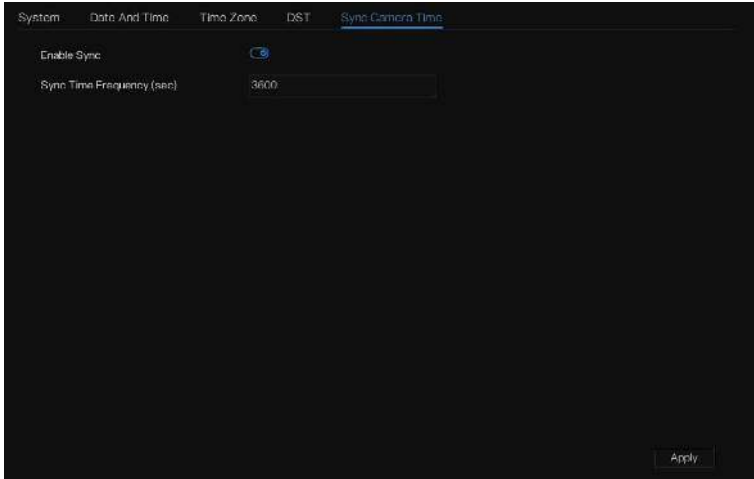 System Date And Time Time Zone DST Sync Camera Time
Enable Sync
Sync Time Frequency (sec) 3600
Apply